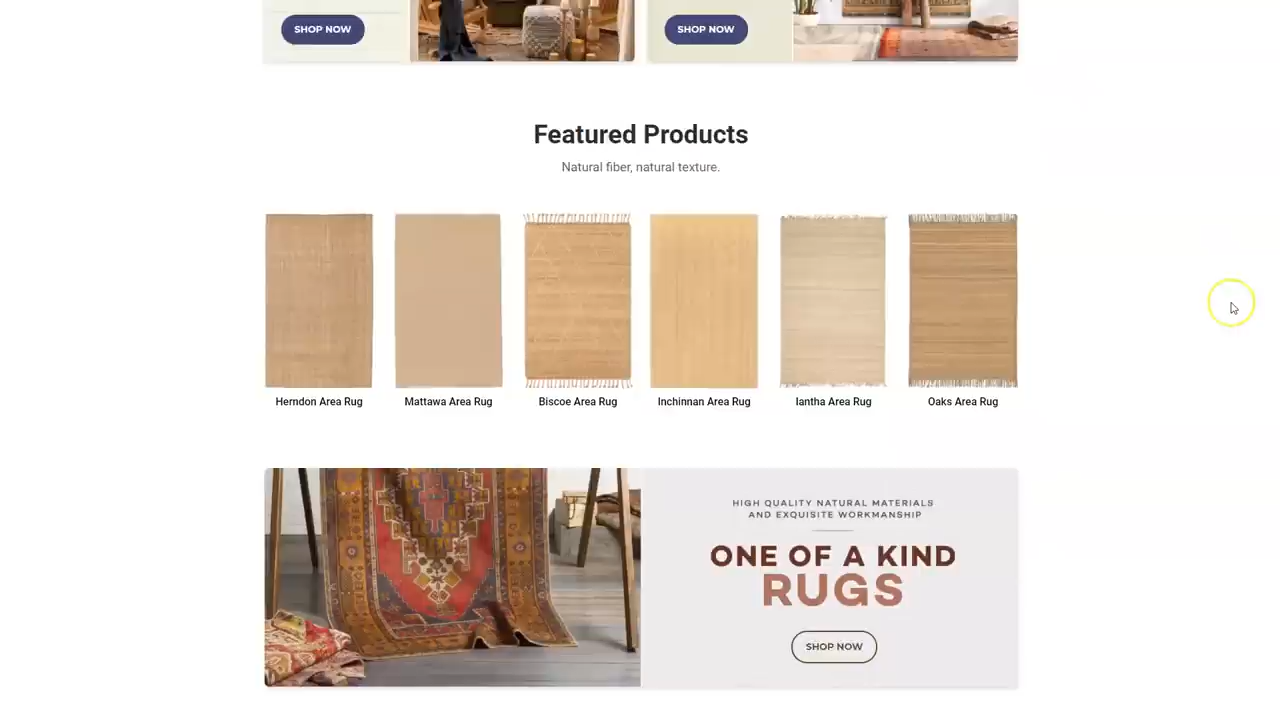 SHOP NOW
SHOP NOW
Featured Products
Natural fiber, natural texture.
Herndon Area Rug
Mattawa Area Rug
Biscoe Area Rug
Inchinnan Area Rug
Iantha Area Rug
Oaks Area Rug
HIGH QUALITY NATURAL MATERIALS
AND EXQUISITE WORKMANSHIP
ONE OF A KIND
RUGS
SHOP NOW